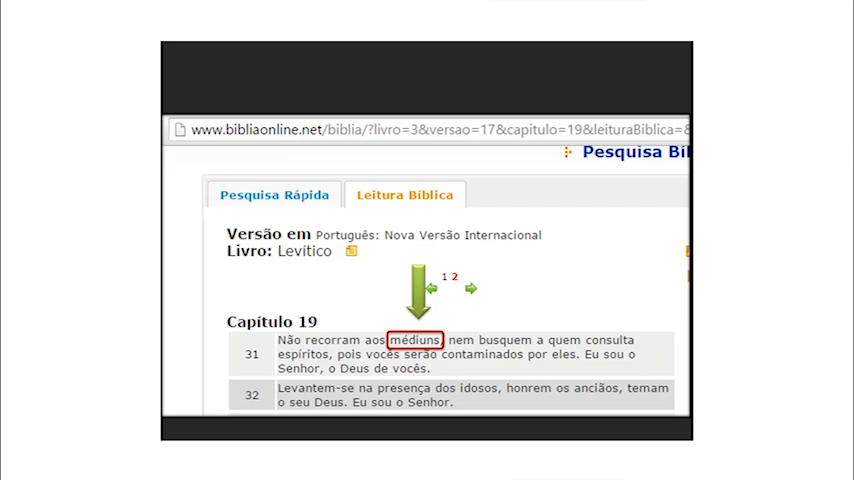 www.bibliaonline.net/biblia/?livro=3&versao=17&capitulo=19&leituraBiblica=&
Pesquisa Bí
Pesquisa Rápida
Leitura Bíblica
Versão em Português: Nova Versão Internacional
Livro: Levítico
1 2
Capítulo 19
31 Não recorram aos médiuns, nem busquem a quem consulta
espíritos, pois vocês serão contaminados por eles. Eu sou o
Senhor, o Deus de vocês.
32 Levantem-se na presença dos idosos, honrem os anciãos, temam
o seu Deus. Eu sou o Senhor.